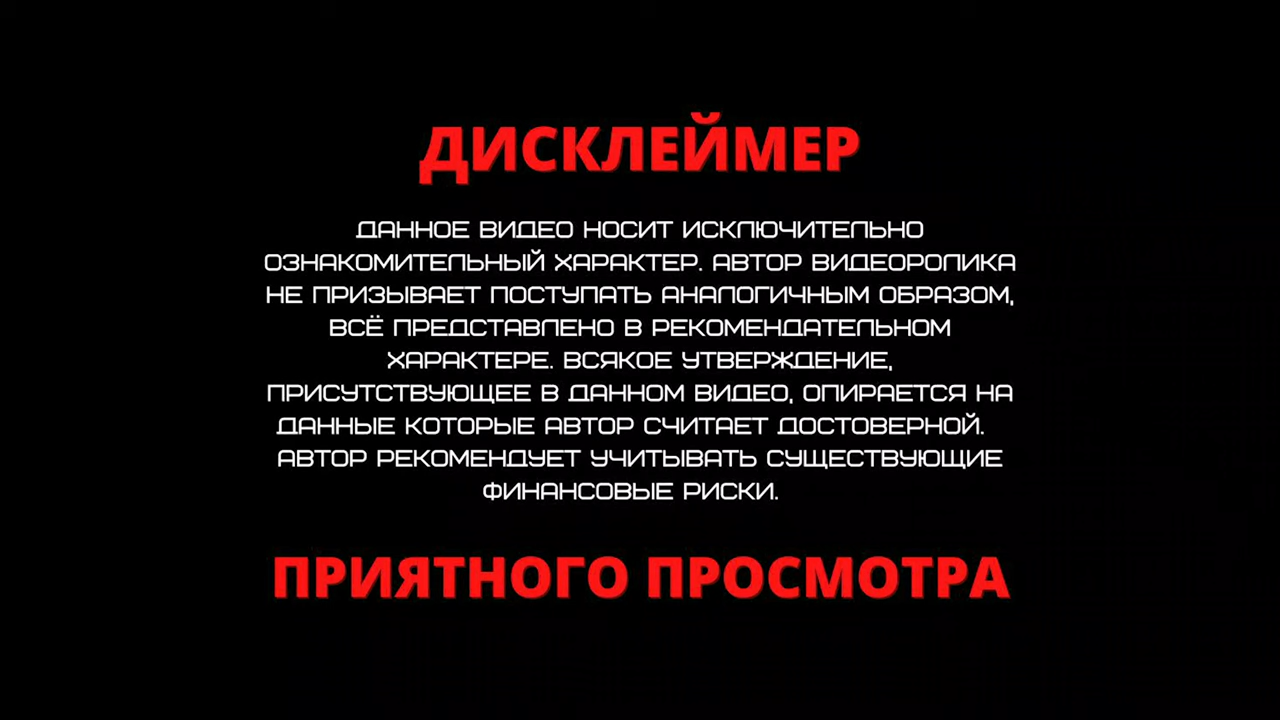 ДИСКЛЕЙМЕР
ДАННОЕ ВИДЕО НОСИТ ИСКЛЮЧИТЕЛЬНО
ОЗНАКОМИТЕЛЬНЫЙ ХАРАКТЕР. АВТОР ВИДЕОРОЛИКА
НЕ ПРИЗЫВАЕТ ПОСТУПАТЬ АНАЛОГИЧНЫМ ОБРАЗОМ,
ВСЁ ПРЕДСТАВЛЕНО В РЕКОМЕНДАТЕЛЬНОМ
ХАРАКТЕРЕ. ВСЯКОЕ УТВЕРЖДЕНИЕ,
ПРИСУТСТВУЮЩЕЕ В ДАННОМ ВИДЕО, ОПИРАЕТСЯ НА
ДАННЫЕ КОТОРЫЕ АВТОР СЧИТАЕТ ДОСТОВЕРНОЙ.
АВТОР РЕКОМЕНДУЕТ УЧИТЫВАТЬ СУЩЕСТВУЮЩИЕ
ФИНАНСОВЫЕ РИСКИ.
ПРИЯТНОГО ПРОСМОТРА